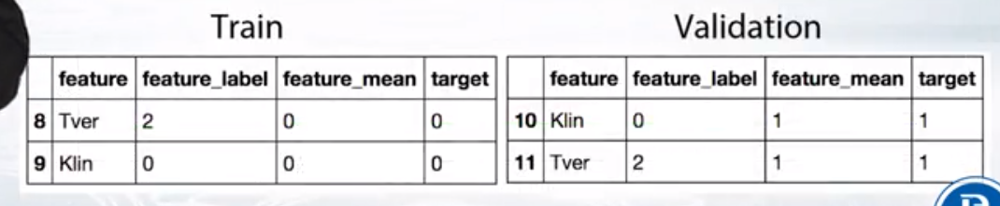 Train Validation
feature feature_label feature_mean target feature feature_label feature_mean target
8 Tver 2 0 0 10 Klin 0 1 1
9 Klin 0 0 0 11 Tver 2 1 1